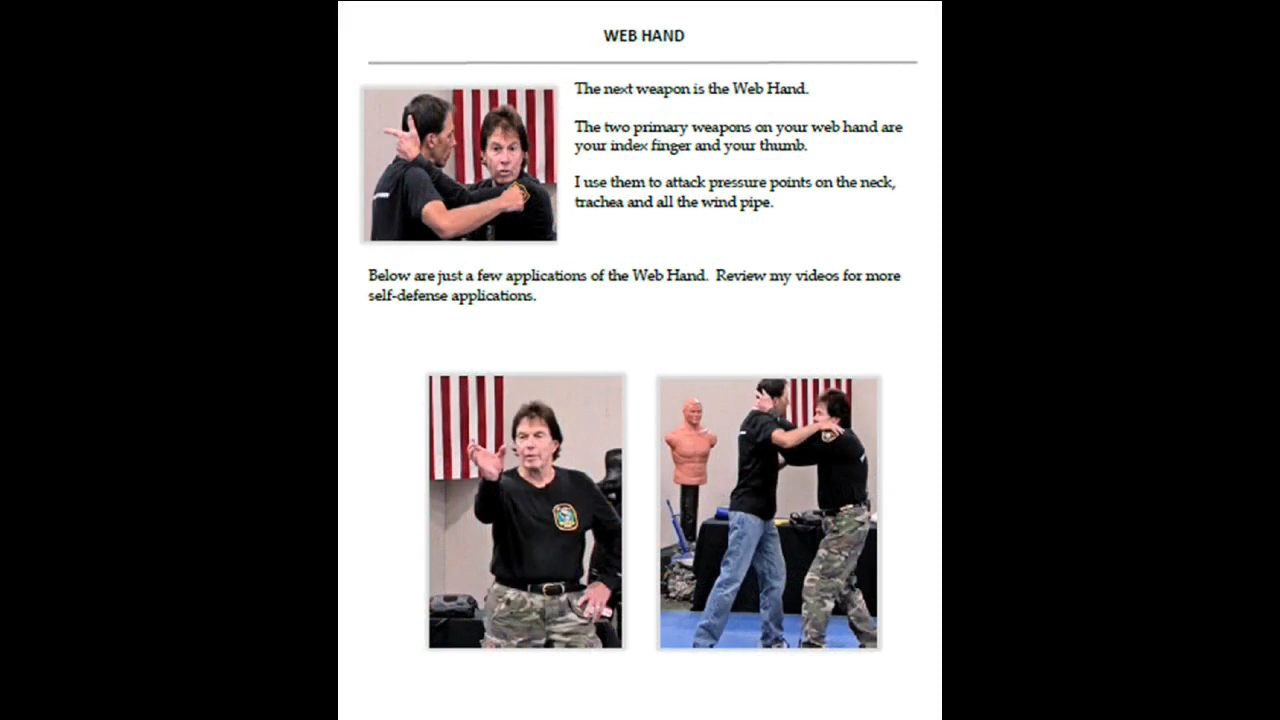 WEB HAND
The next weapon is the Web Hand.
The two primary weapons on your web hand are
your index finger and your thumb.
I use them to attack pressure points on the neck,
trachea and all the wind pipe.
Below are just a few applications of the Web Hand.  Review my videos for more
self-defense applications.